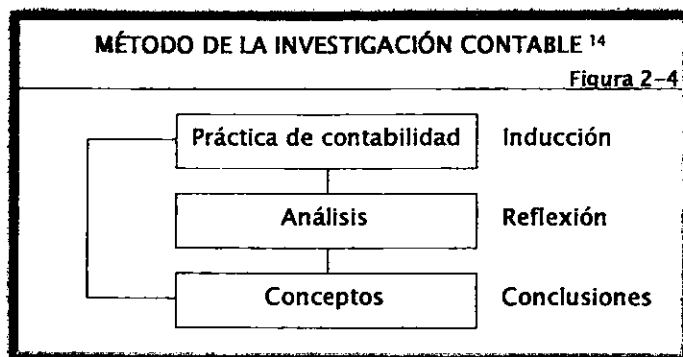 MÉTODO DE LA INVESTIGACIÓN CONTABLE 14
Figura 2-4
Práctica de contabilidad Inducción
Análisis Reflexión
Conceptos Conclusiones